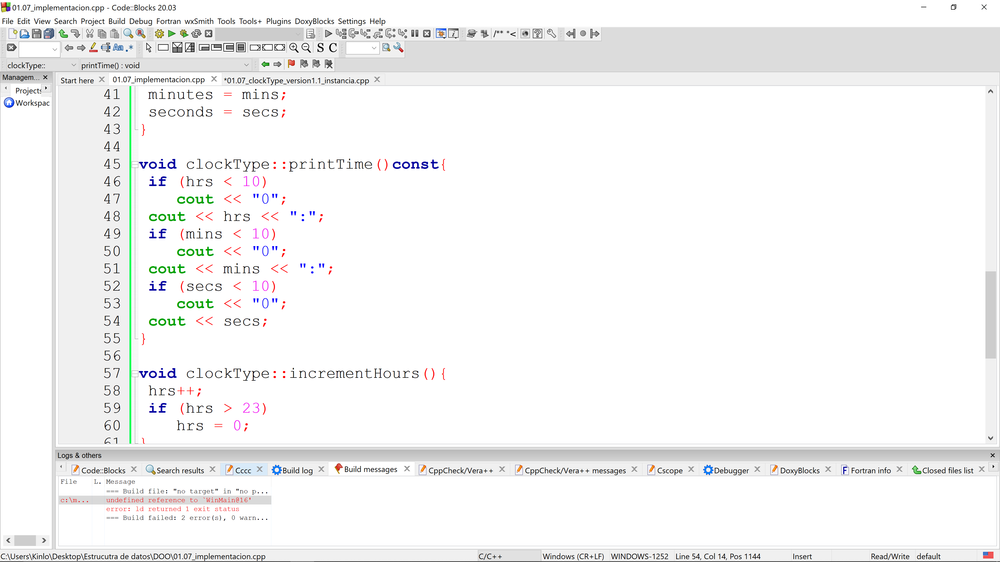 01.07_implementacion.cpp - Code::Blocks 20.03
File Edit View Search Project Build Debug Fortran wxSmith Tools Tools+ Plugins DoxyBlocks Settings Help
/** *<
Aa .* S C
clockType:: printTime() : void
Managem...
Start here 01.07_implementacion.cpp *01.07_clockType_version1.1_instancia.cpp
Projects
Workspac
41 minutes = mins;
42 seconds = secs;
43 }
44
45 void clockType::printTime()const{
46 if (hrs < 10)
47 cout << "0";
48 cout << hrs << ":";
49 if (mins < 10)
50 cout << "0";
51 cout << mins << ":";
52 if (secs < 10)
53 cout << "0";
54 cout << secs;
55 }
56
57 void clockType::incrementHours(){
58 hrs++;
59 if (hrs > 23)
60 hrs = 0;
61 }
Logs & others
Code::Blocks Search results Cccc Build log Build messages CppCheck/Vera++ CppCheck/Vera++ messages Cscope Debugger DoxyBlocks Fortran info Closed files list
File L. Message
=== Build file: "no target" in "no p...
c:\m... undefined reference to `WinMain@16'
error: ld returned 1 exit status
=== Build failed: 2 error(s), 0 warn...
C:\Users\Kinlo\Desktop\Estrucutra de datos\DOO\01.07_implementacion.cpp C/C++ Windows (CR+LF) WINDOWS-1252 Line 54, Col 14, Pos 1144 Insert Read/Write default